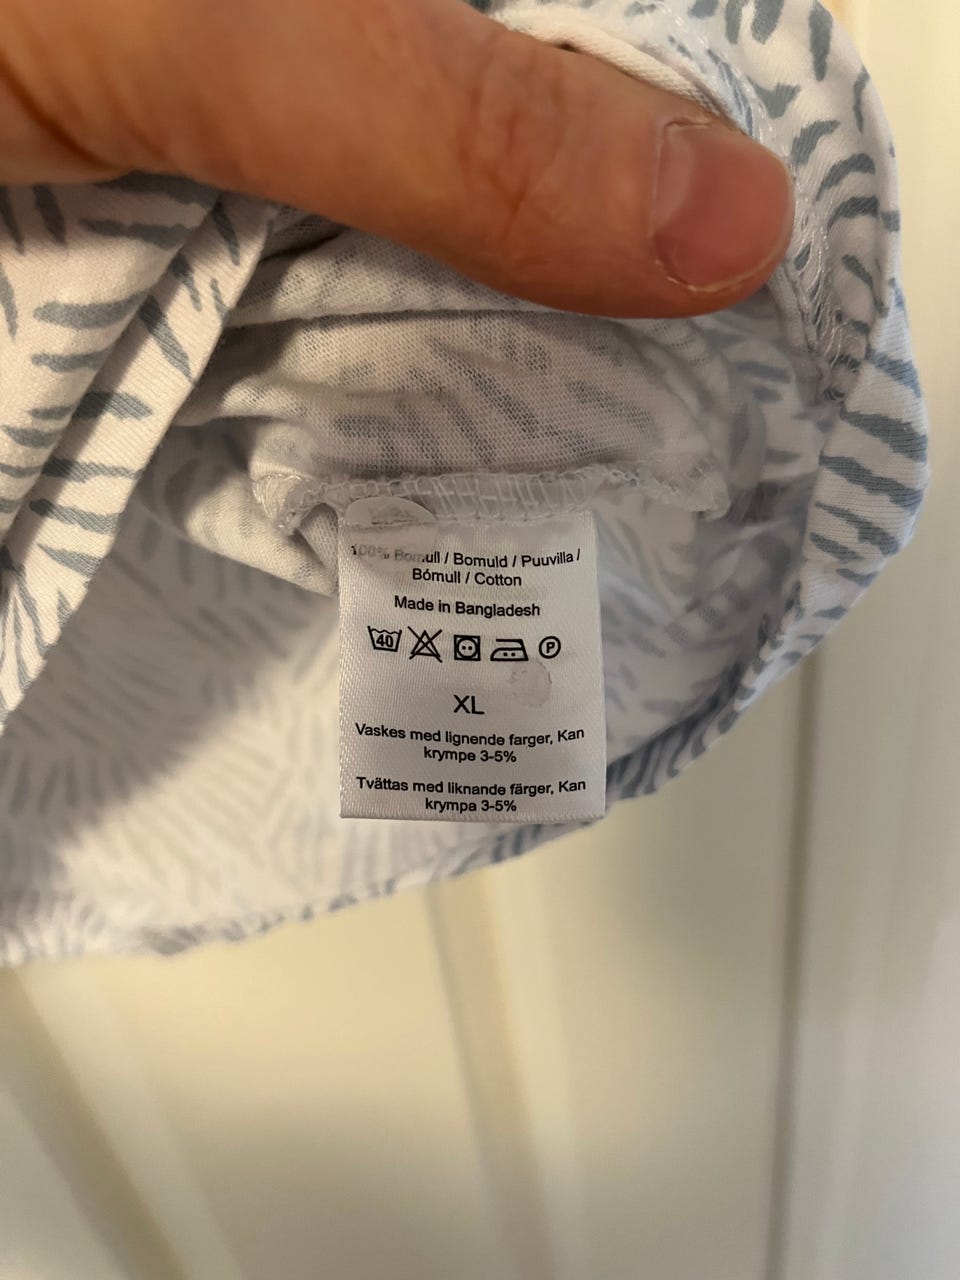 100% Bomull / Bomuld / Puuvilla /
Bómull / Cotton
Made in Bangladesh
40 P
XL
Vaskes med lignende farger, Kan
krympe 3-5%
Tvättas med liknande färger, Kan
krympa 3-5%